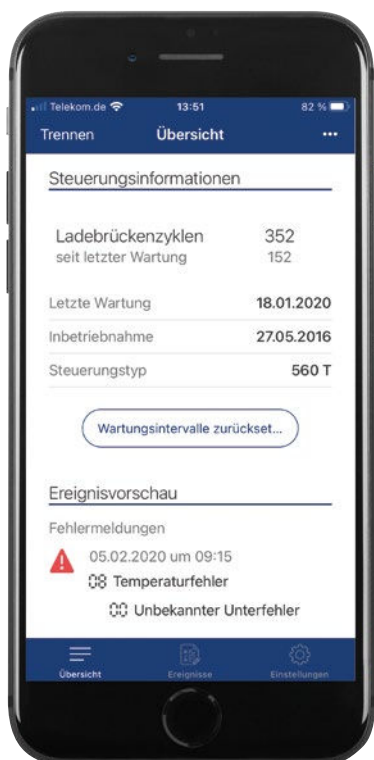 Telekom.de 13:51 82 %
Trennen Übersicht ...
Steuerungsinformationen
Ladebrückenzyklen 352
seit letzter Wartung 152
Letzte Wartung 18.01.2020
Inbetriebnahme 27.05.2016
Steuerungstyp 560 T
Wartungsintervalle zurückset...
Ereignisvorschau
Fehlermeldungen
05.02.2020 um 09:15
08 Temperaturfehler
00 Unbekannter Unterfehler
Übersicht Ereignisse Einstellungen